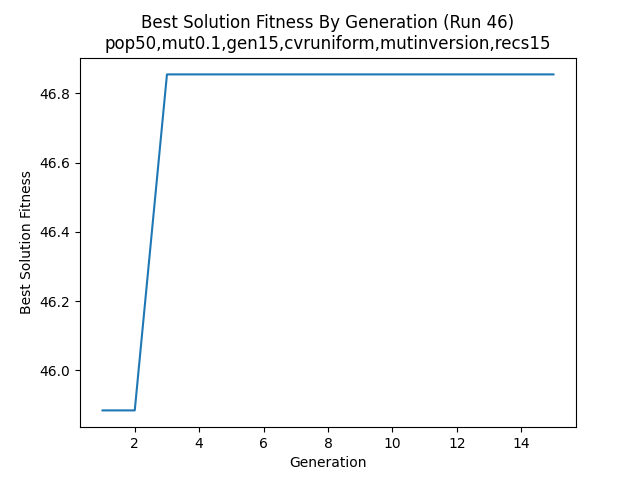 Best Solution Fitness By Generation (Run 46)
pop50,mut0.1,gen15,cvruniform,mutinversion,recs15
46.8
46.6
46.4
46.2
46.0
Best Solution Fitness
2 4 6 8 10 12 14
Generation